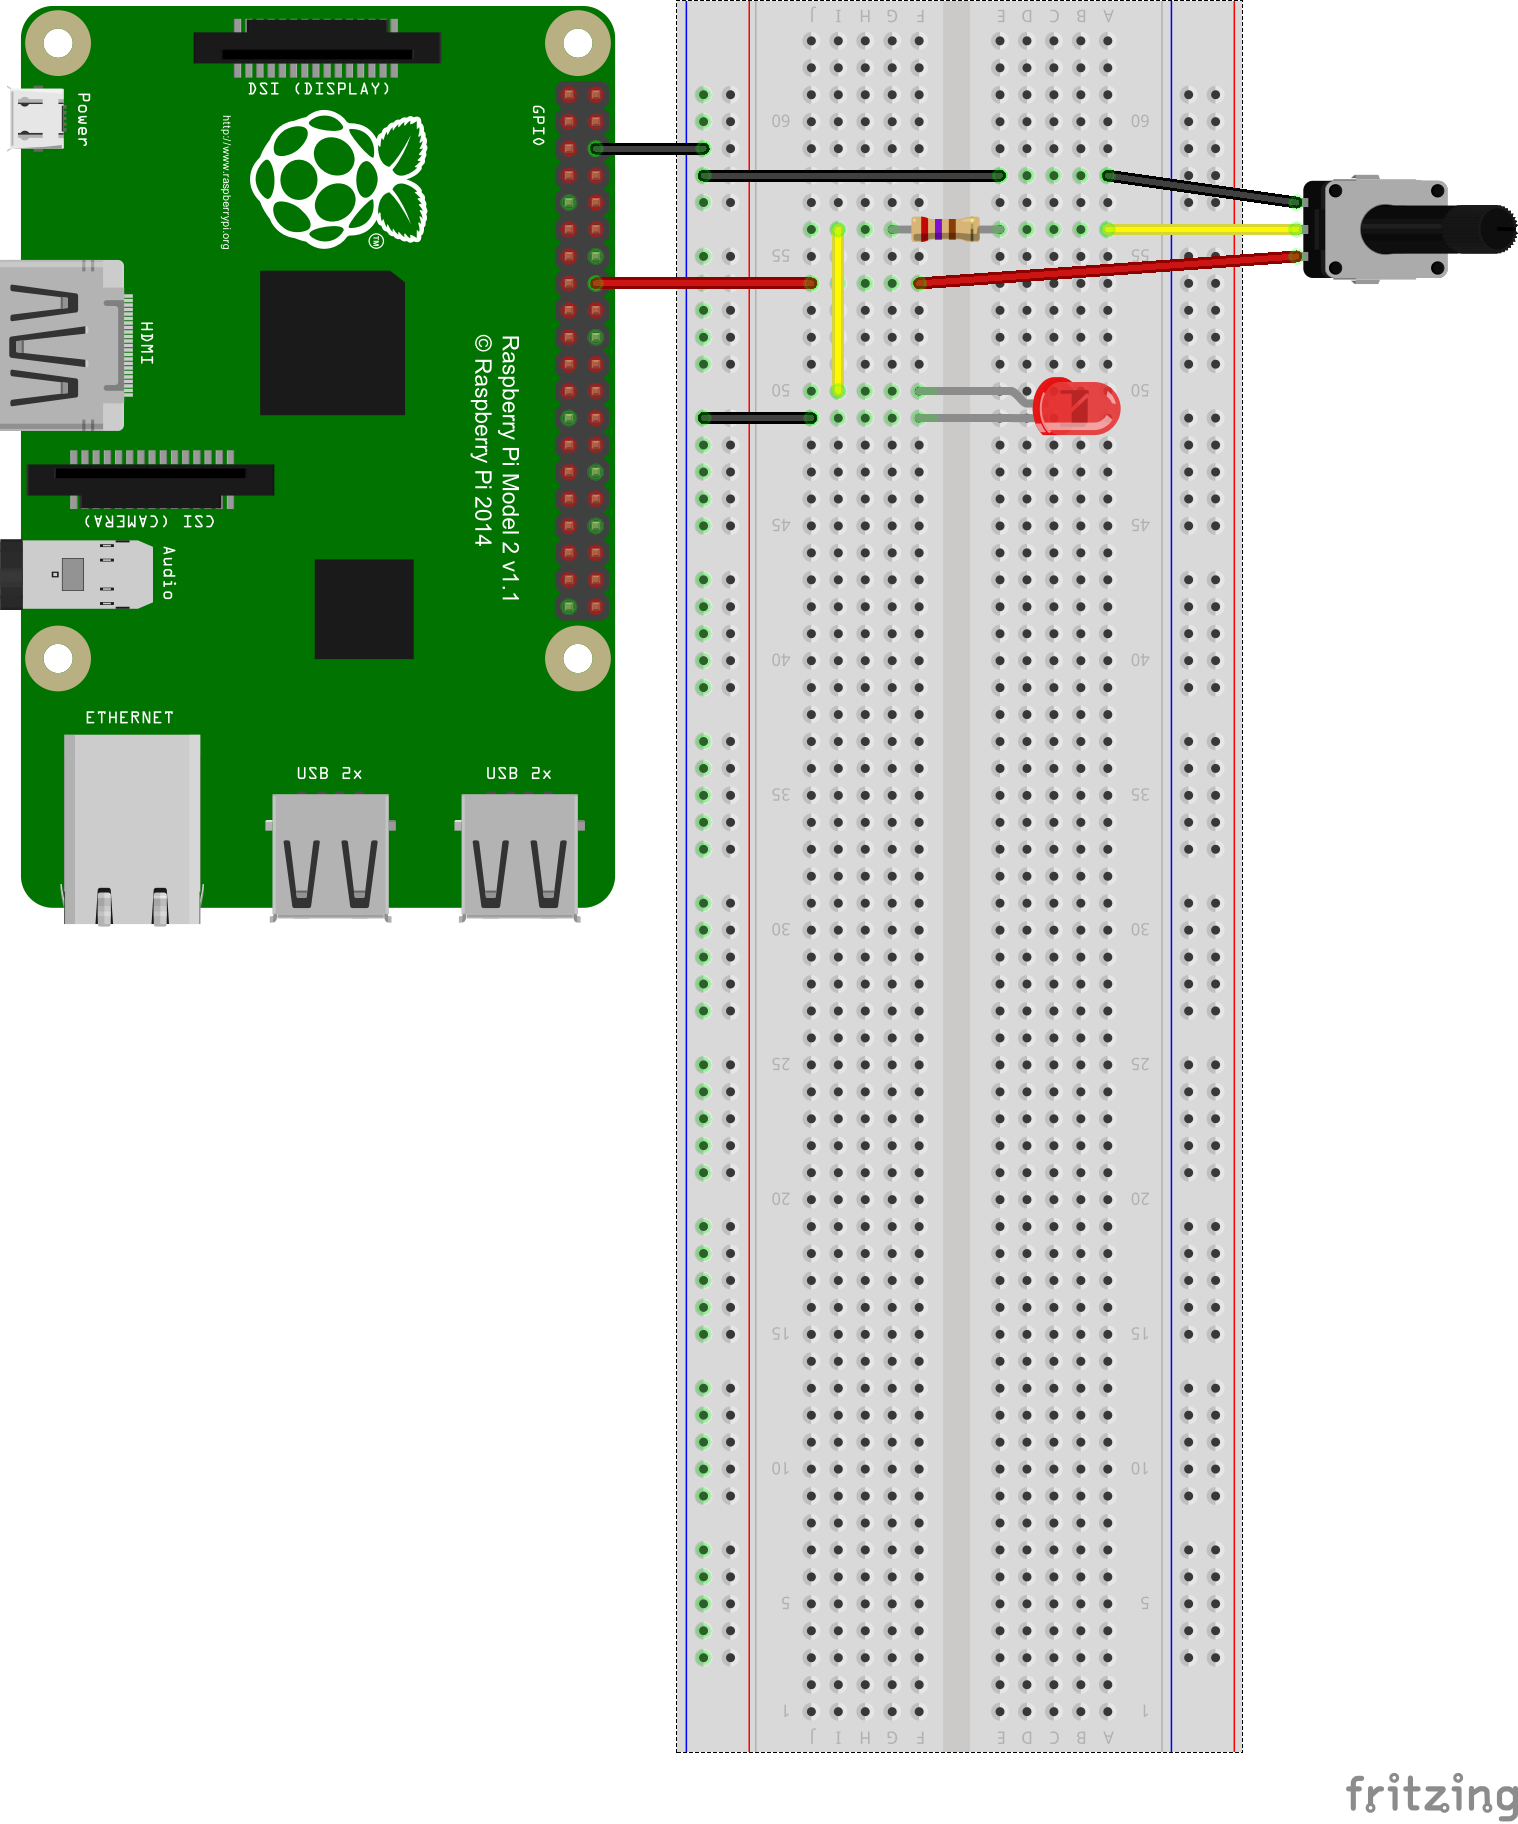 J I H G F E D C B A
DSI (DISPLAY)
Power
GPIO
http://www.raspberrypi.org
TM
60 60
55 55
HDMI
Raspberry Pi Model 2 v1.1
© Raspberry Pi 2014
50 50
CSI (CAMERA)
45 45
Audio
40 40
ETHERNET
USB 2x
USB 2x
35 35
30 30
25 25
20 20
15 15
10 10
5 5
1 1
J I H G F E D C B A
fritzing